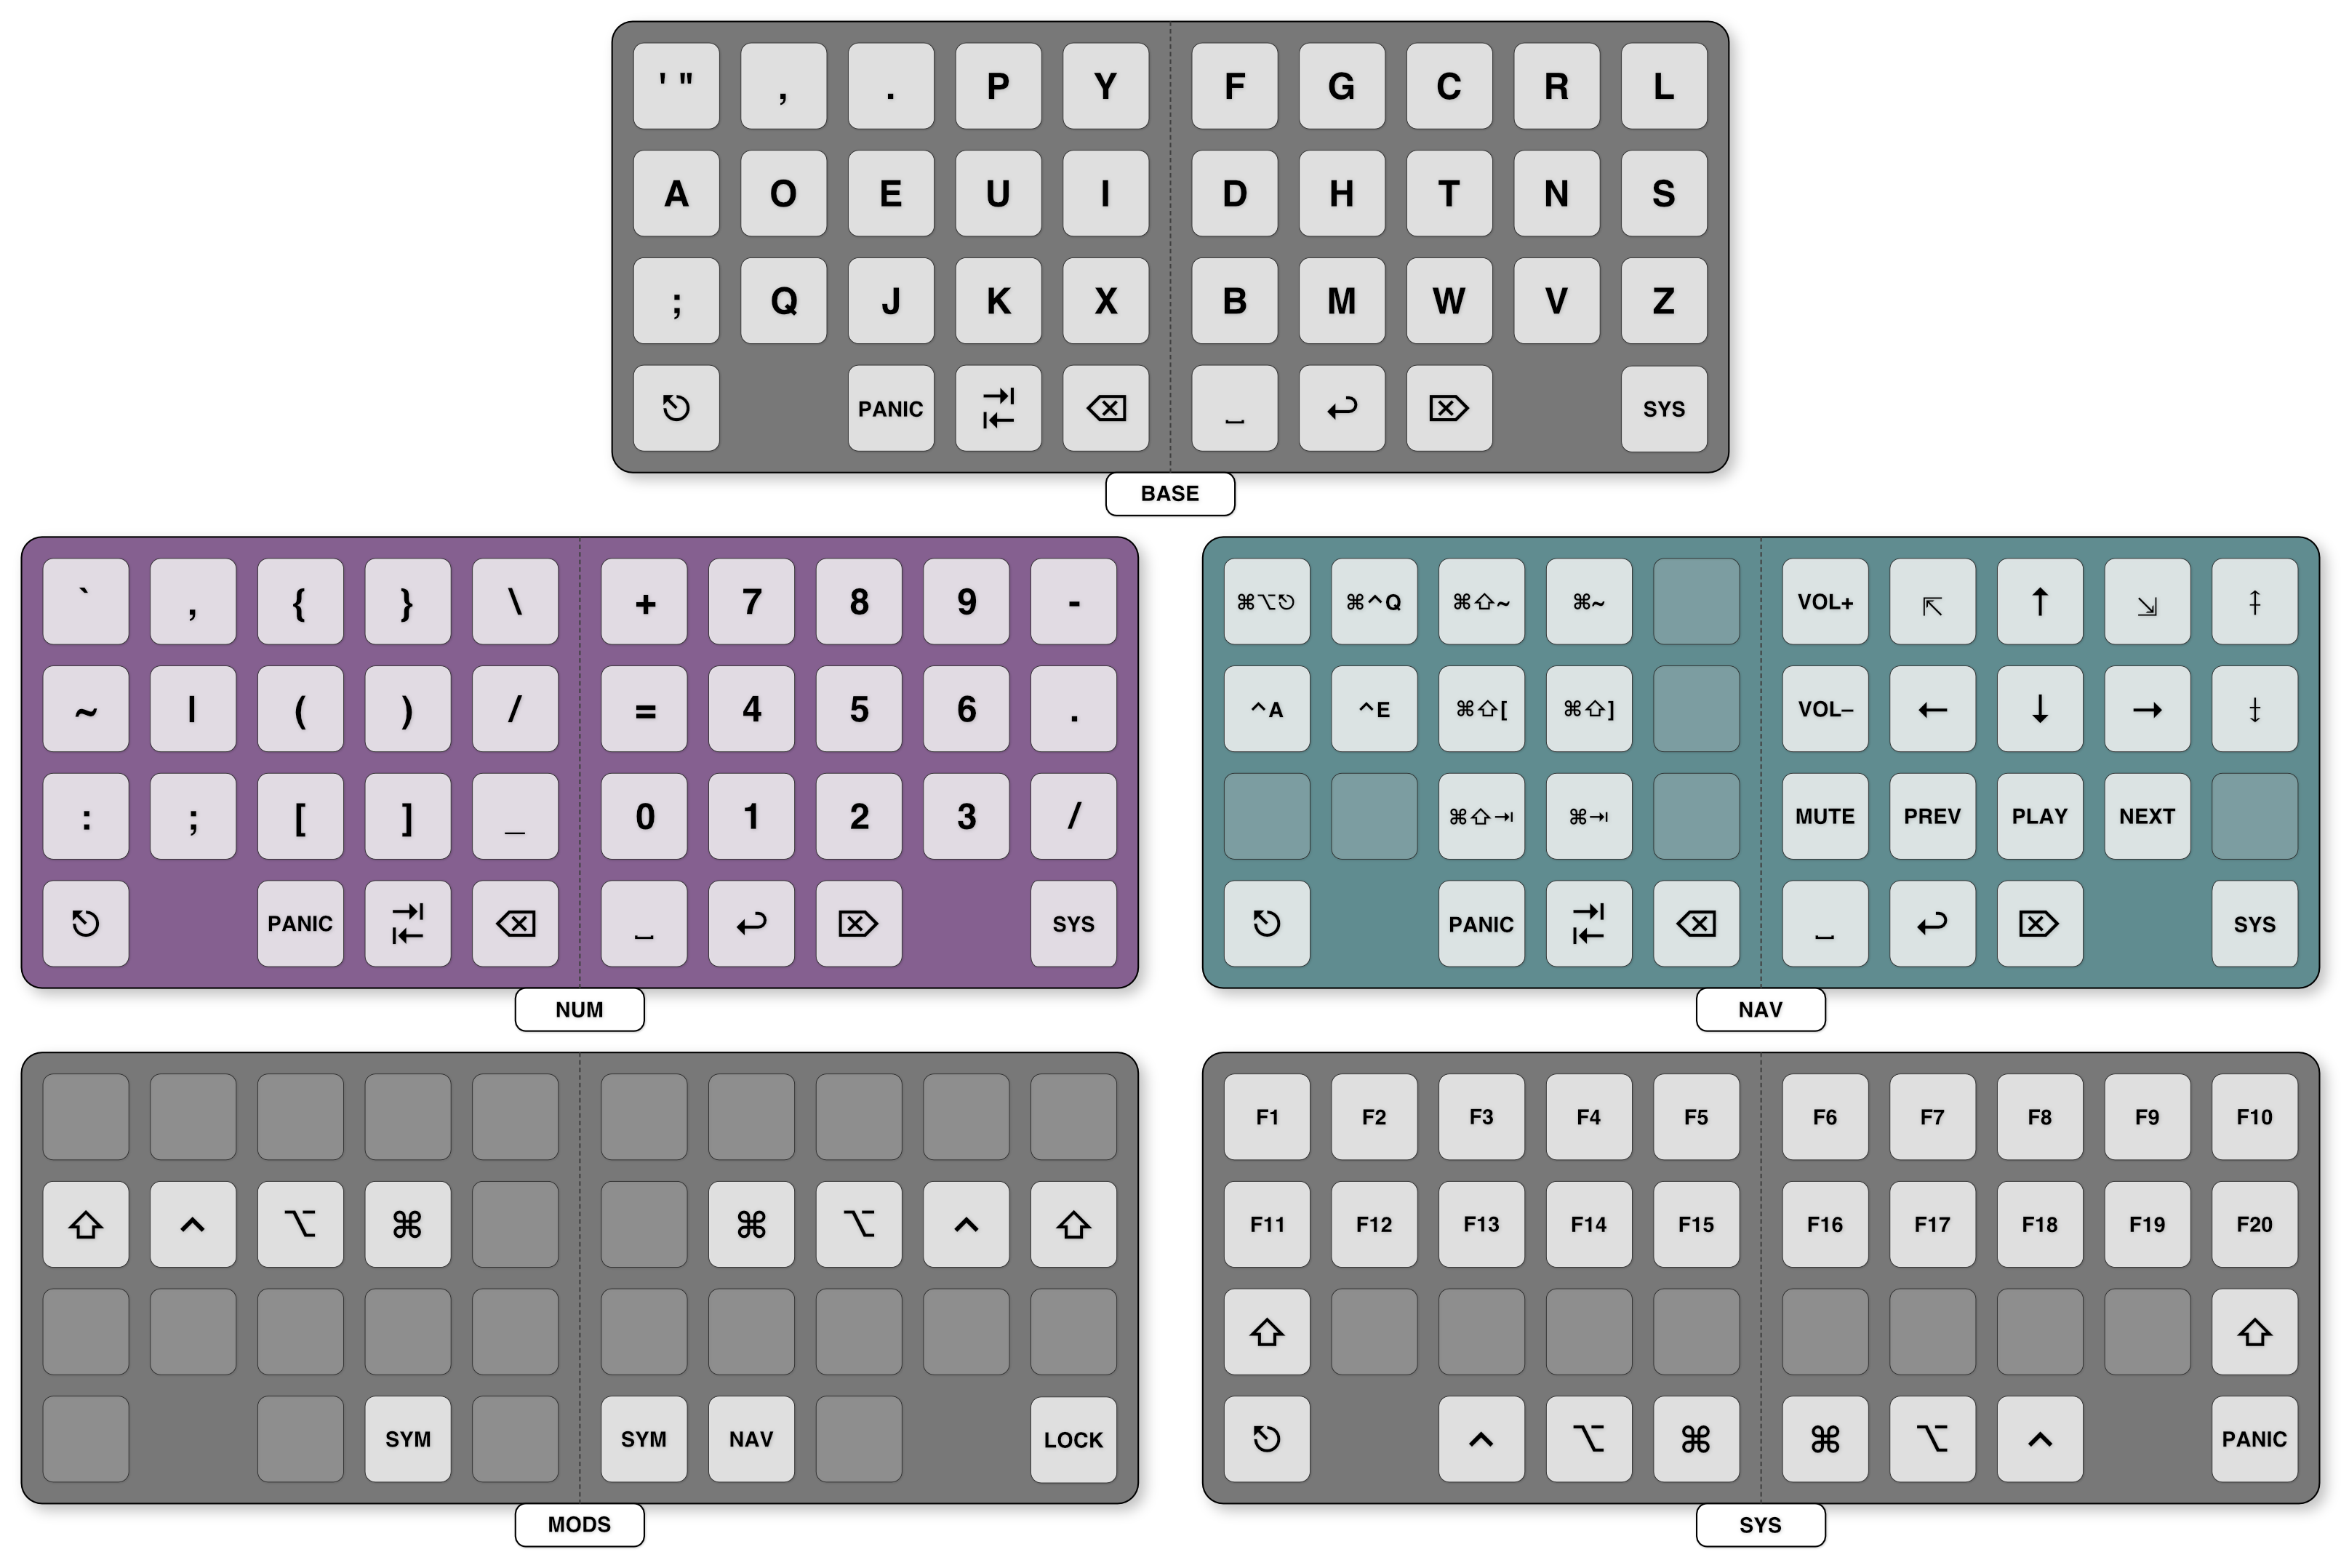 ' " , . P Y F G C R L
A O E U I D H T N S
; Q J K X B M W V Z
⎋ PANIC ⇥ ⇤ ⌫ ⎵ ↩ ⌦ SYS
BASE
` , { } \ + 7 8 9 -
~ | ( ) / = 4 5 6 .
: ; [ ] _ 0 1 2 3 /
⎋ PANIC ⇥ ⇤ ⌫ ⎵ ↩ ⌦ SYS
NUM
⌘⌥⎋ ⌘^Q ⌘⇧~ ⌘~ VOL+ ⇱ ↑ ⇲ ⇞
^A ^E ⌘⇧[ ⌘⇧] VOL– ← ↓ → ⇟
⌘⇧⇥ ⌘⇥ MUTE PREV PLAY NEXT
⎋ PANIC ⇥ ⇤ ⌫ ⎵ ↩ ⌦ SYS
NAV
⇧ ^ ⌥ ⌘ ⌘ ⌥ ^ ⇧
SYM SYM NAV LOCK
MODS
F1 F2 F3 F4 F5 F6 F7 F8 F9 F10
F11 F12 F13 F14 F15 F16 F17 F18 F19 F20
⇧ ⇧
⎋ ^ ⌥ ⌘ ⌘ ⌥ ^ PANIC
SYS